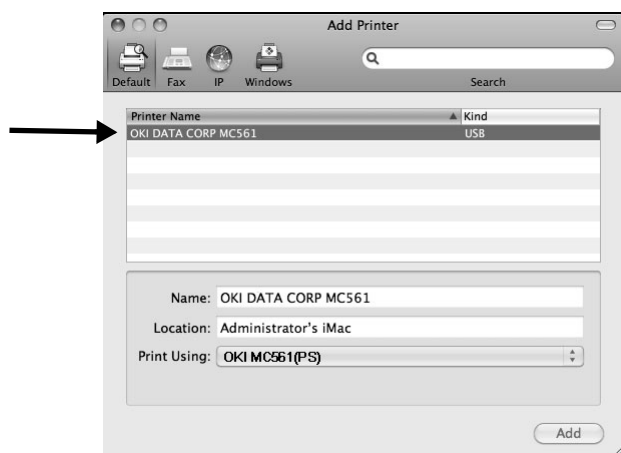 Add Printer
Default Fax IP Windows Search
Printer Name Kind
OKI DATA CORP MC561 USB
Name: OKI DATA CORP MC561
Location: Administrator's iMac
Print Using: OKI MC561(PS)
Add